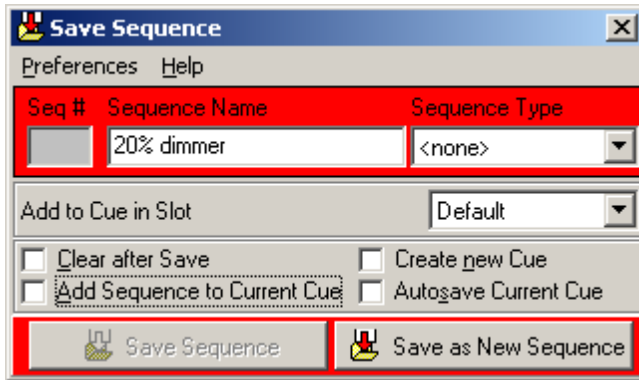 Save Sequence
Preferences Help
Seq # Sequence Name Sequence Type
20% dimmer <none>
Add to Cue in Slot Default
Clear after Save Create new Cue
Add Sequence to Current Cue Autosave Current Cue
Save Sequence Save as New Sequence